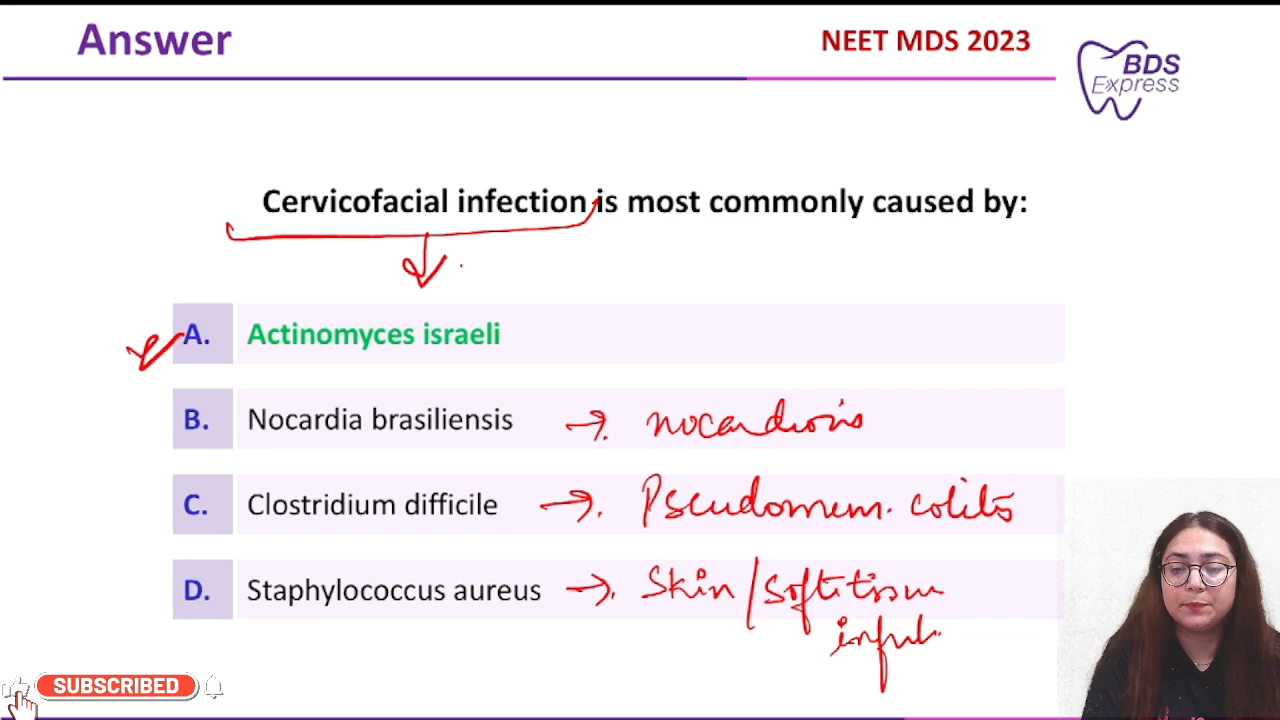 Answer
NEET MDS 2023
BDS
Express
Cervicofacial infection is most commonly caused by:
A. Actinomyces israeli
B. Nocardia brasiliensis → nocardiosis
C. Clostridium difficile → Pseudomem. colitis
D. Staphylococcus aureus → Skin/Soft tissue
SUBSCRIBED